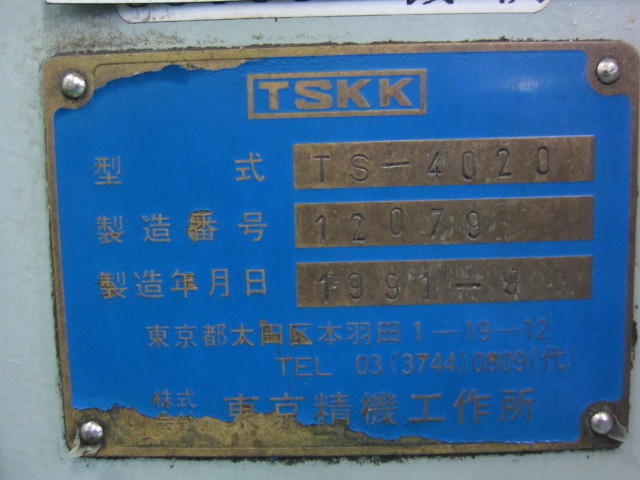 TSKK
型式 TS-4020
製造番号 12079
製造年月日 1991-8
東京都大田区本羽田1-19-12
TEL 03(3744)0809(代)
株式会社 東京精機工作所